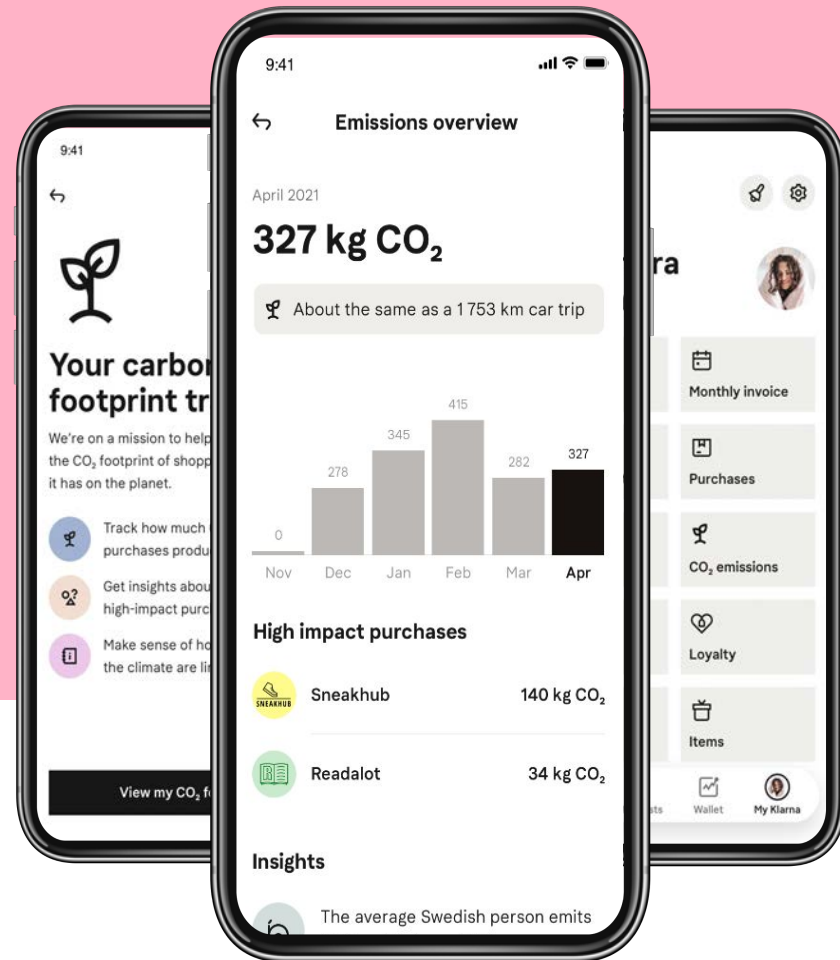 9:41
Your carbon
footprint tr
We're on a mission to help
the CO₂ footprint of shopp
it has on the planet.
Track how much
purchases produ
Get insights abou
high-impact purc
Make sense of ho
the climate are lin
View my CO₂ fo
9:41
Emissions overview
April 2021
327 kg CO₂
About the same as a 1 753 km car trip
0
278
345
415
282
327
Nov
Dec
Jan
Feb
Mar
Apr
High impact purchases
SNEAKHUB
Sneakhub
140 kg CO₂
Readalot
34 kg CO₂
Insights
The average Swedish person emits
ra
Monthly invoice
Purchases
CO₂ emissions
Loyalty
Items
sts
Wallet
My Klarna